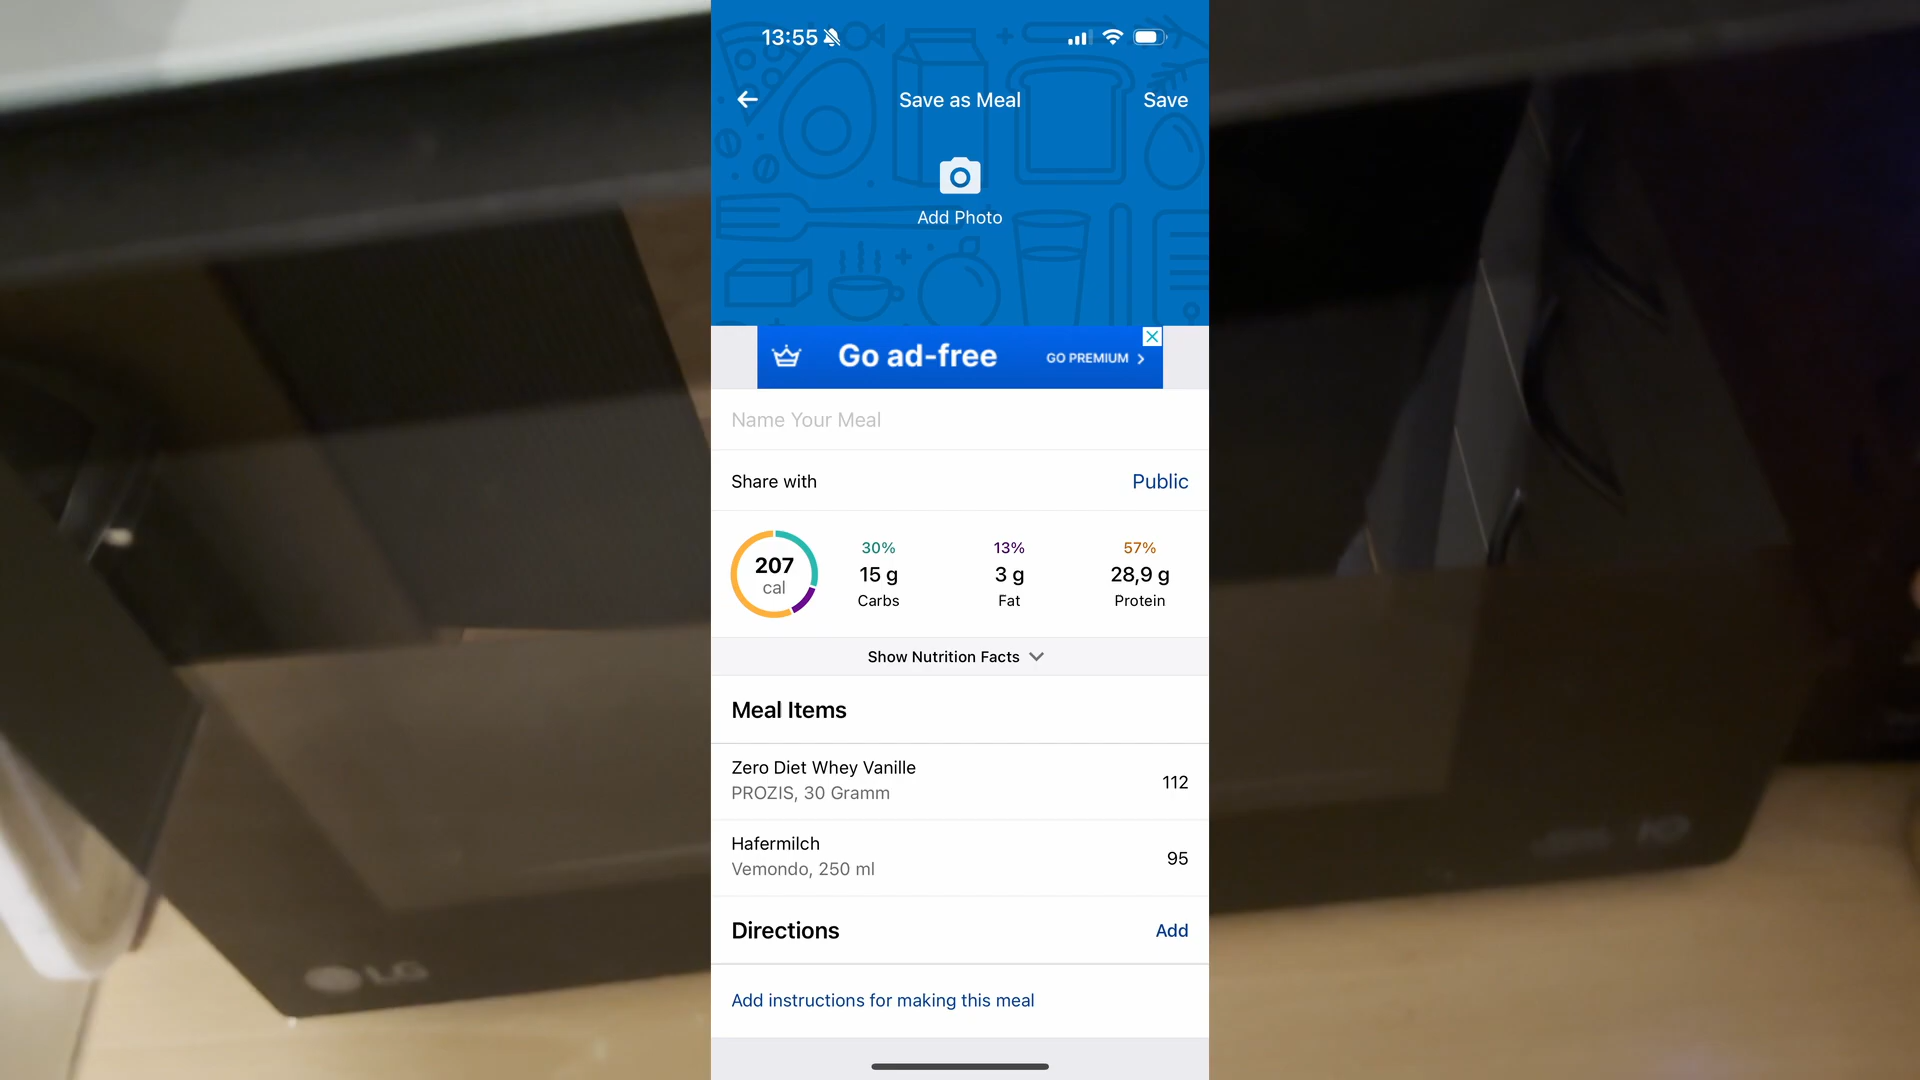 13:55
Save as Meal
Save
Add Photo
Go ad-free
GO PREMIUM
Name Your Meal
Share with
Public
207
cal
30%
15 g
Carbs
13%
3 g
Fat
57%
28,9 g
Protein
Show Nutrition Facts
Meal Items
Zero Diet Whey Vanille
PROZIS, 30 Gramm
112
Hafermilch
Vemondo, 250 ml
95
Directions
Add
Add instructions for making this meal
LG